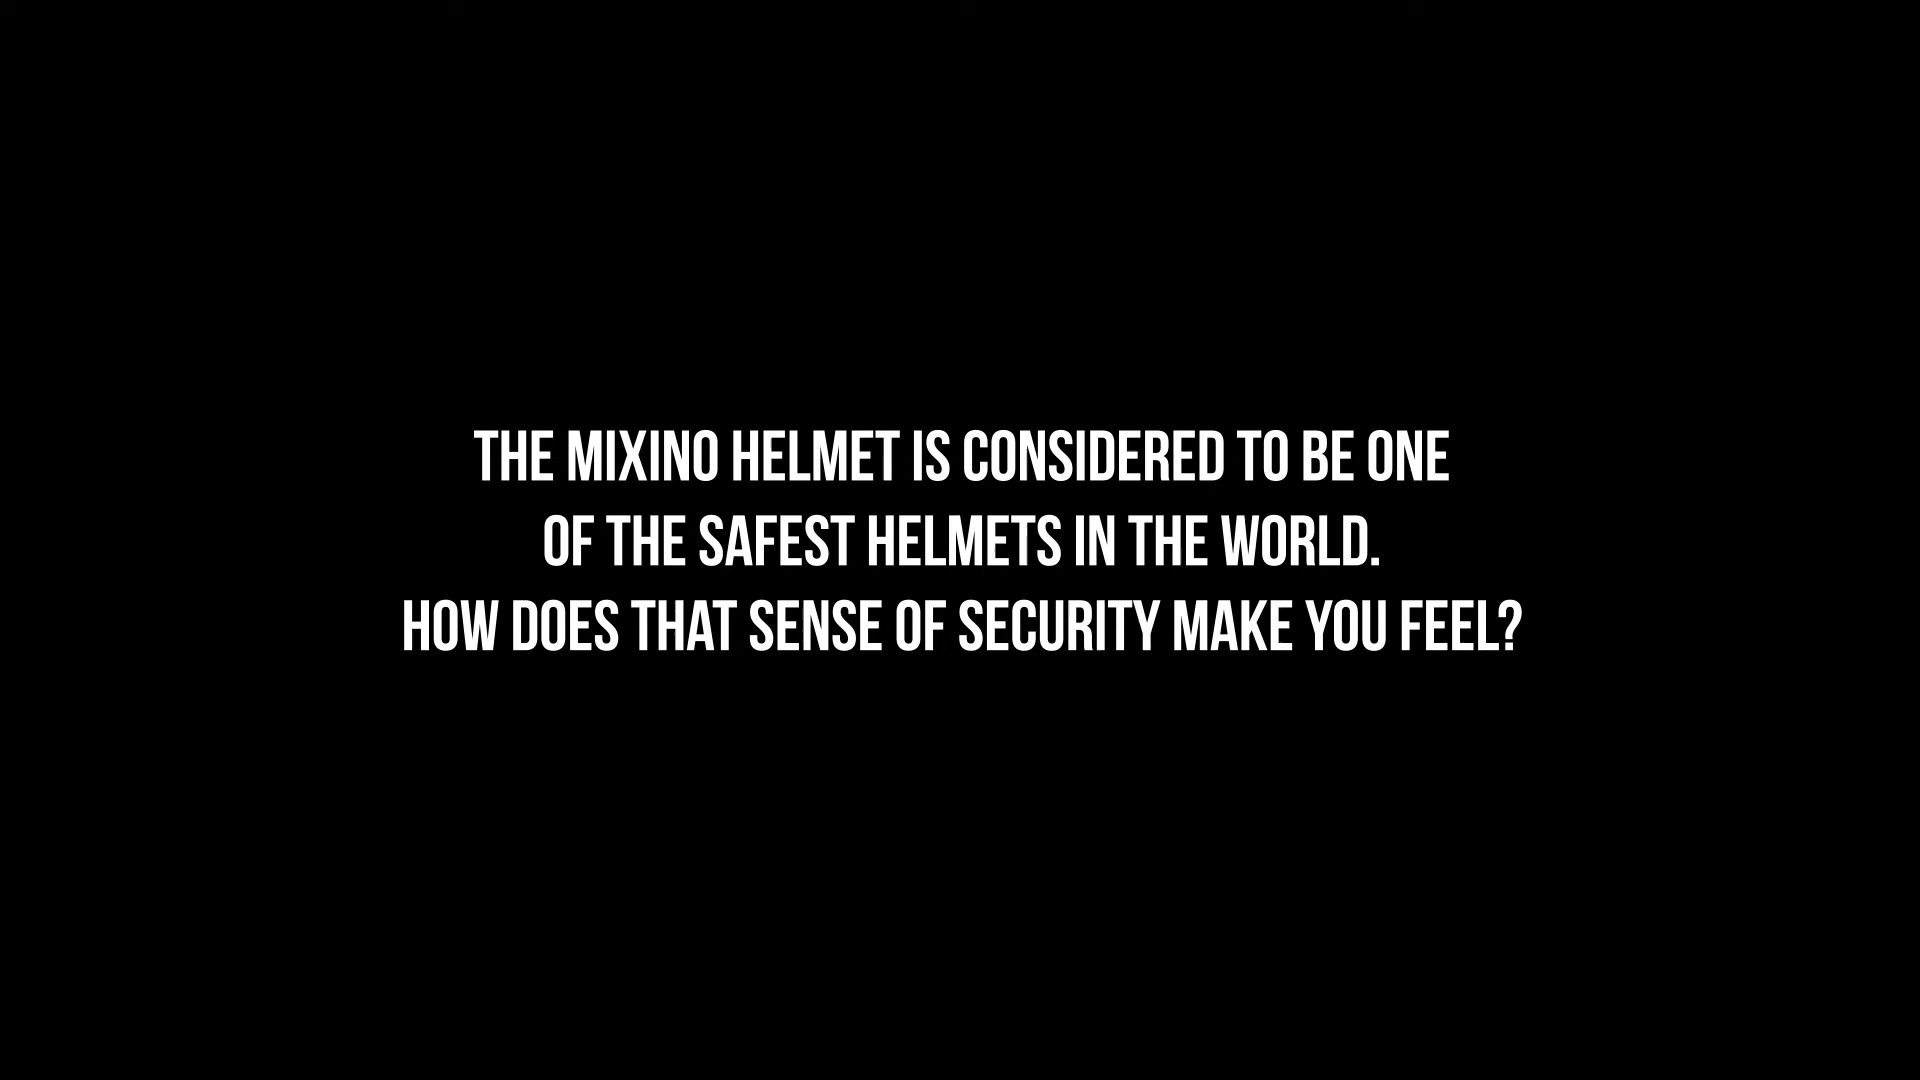 THE MIXINO HELMET IS CONSIDERED TO BE ONE
OF THE SAFEST HELMETS IN THE WORLD.
HOW DOES THAT SENSE OF SECURITY MAKE YOU FEEL?